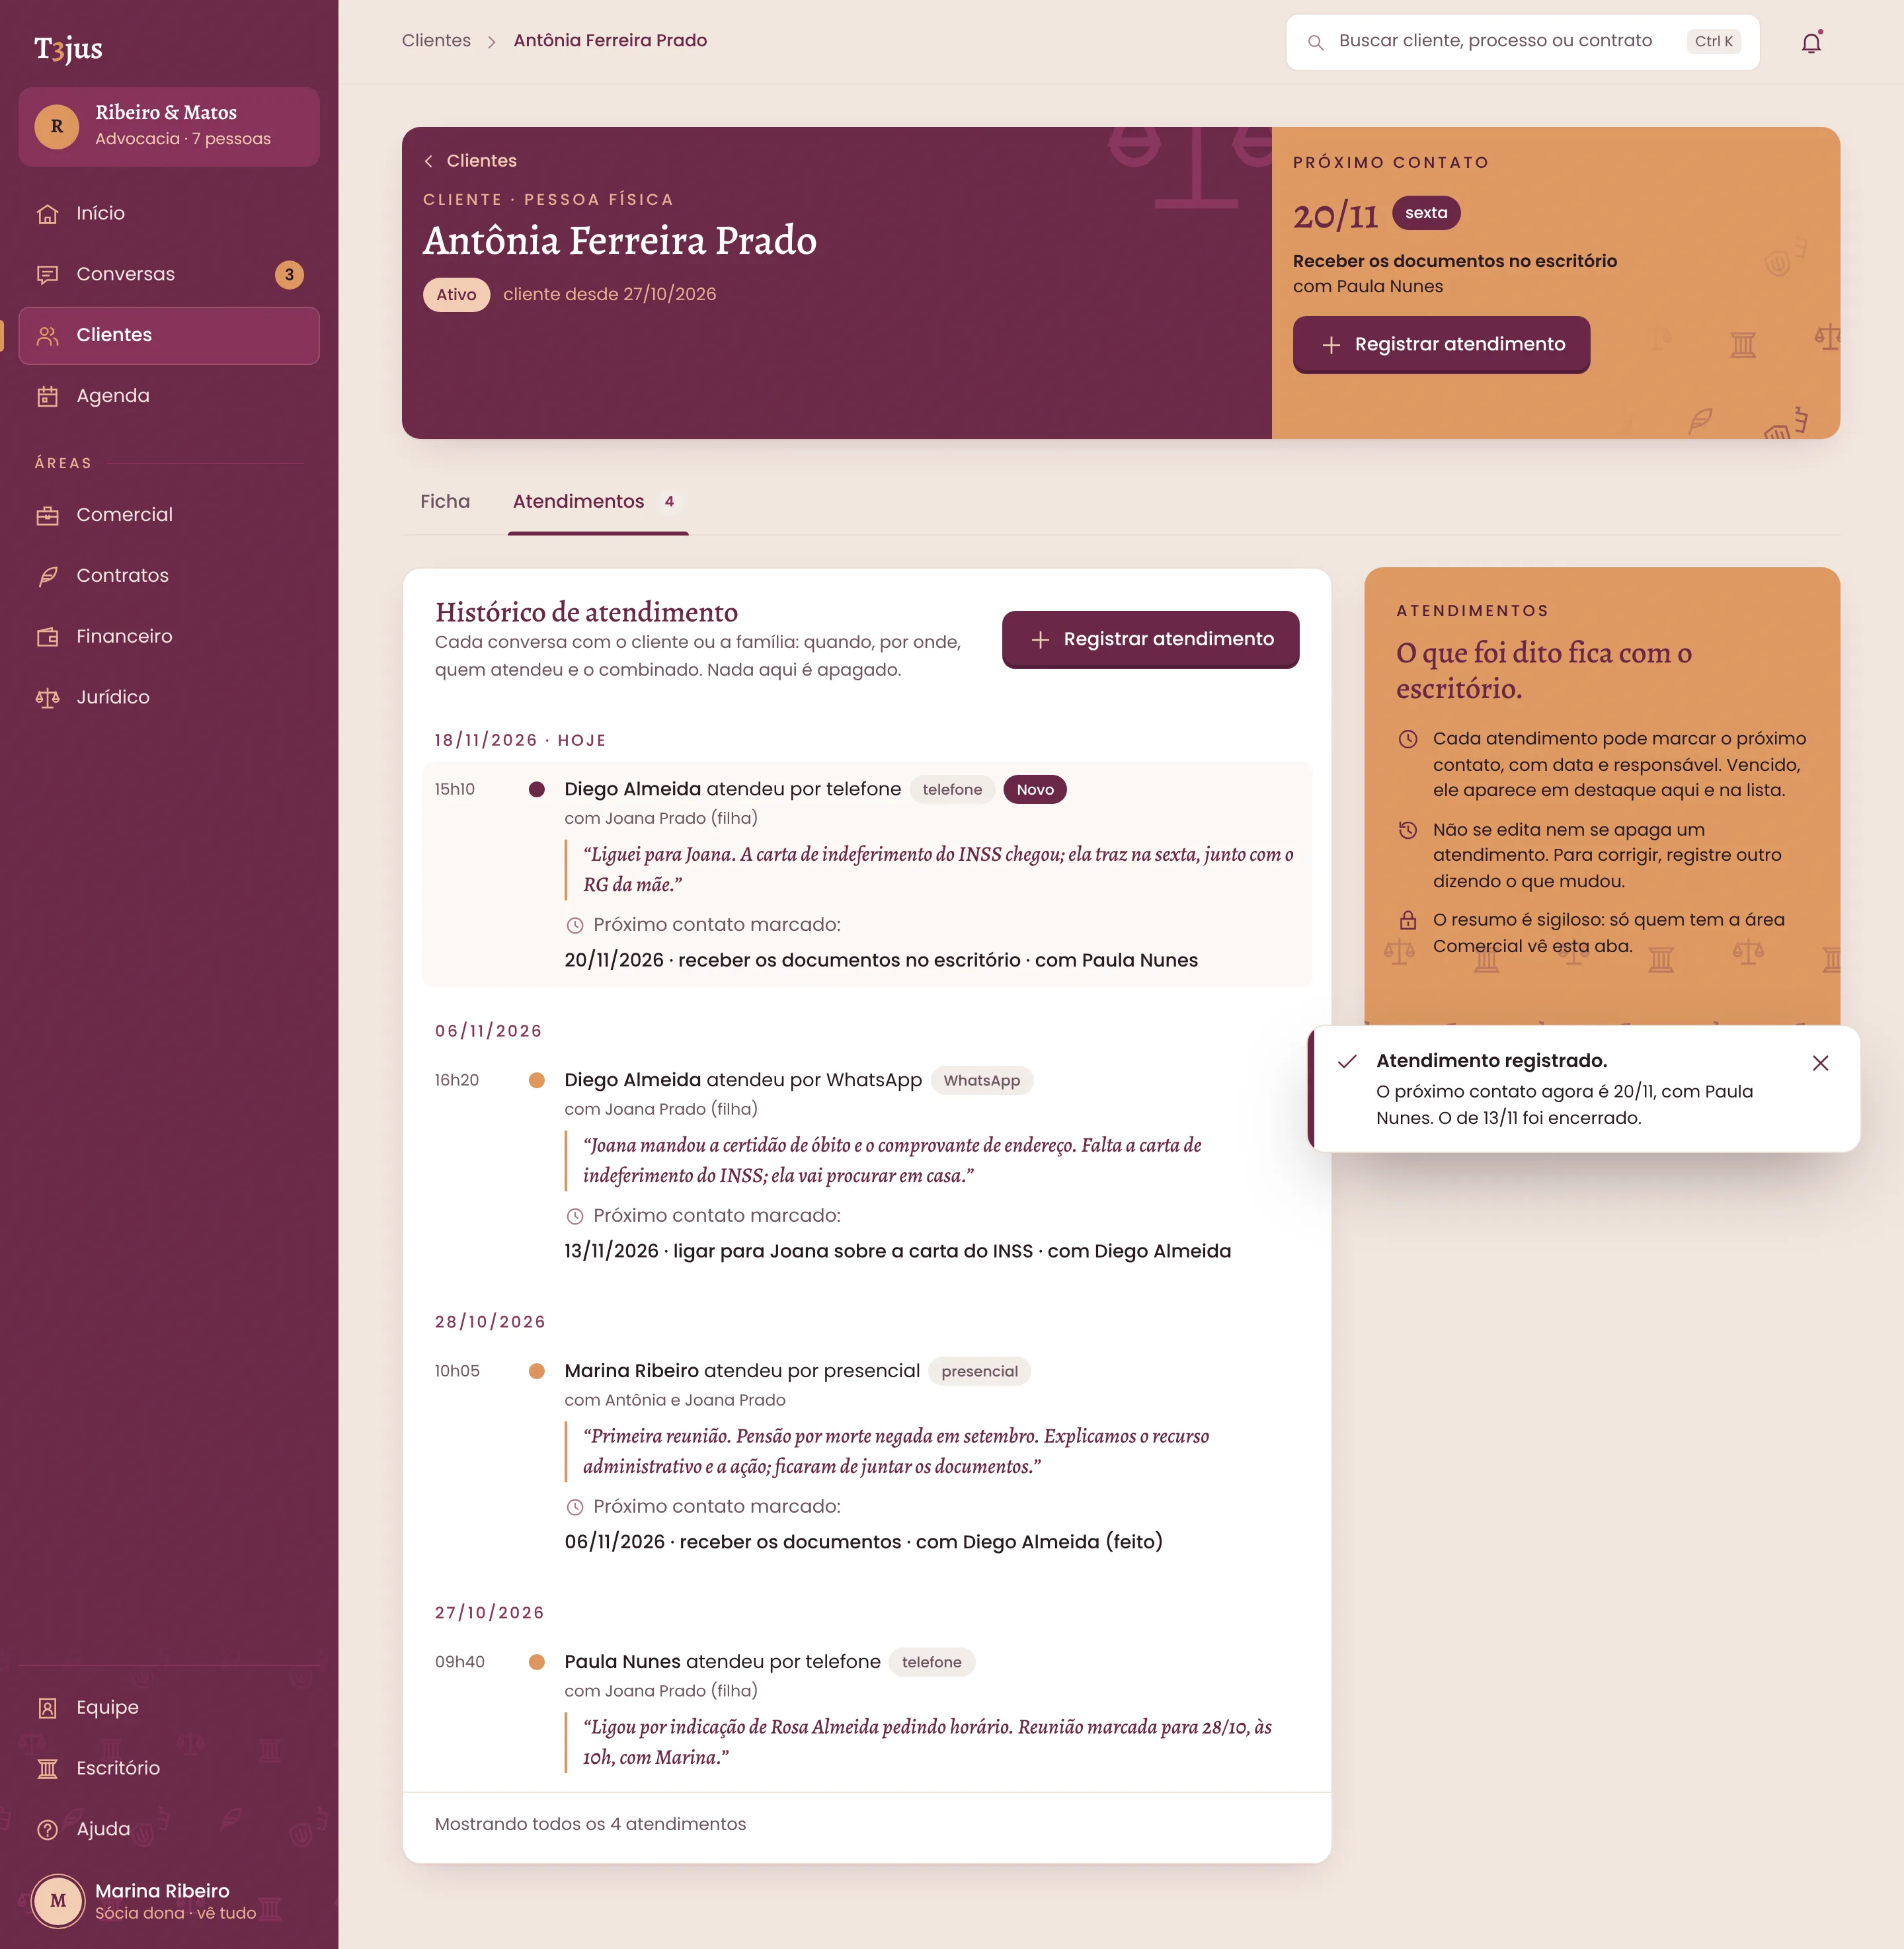 T3jus
R
Ribeiro & Matos
Advocacia · 7 pessoas
Início
Conversas
3
Clientes
Agenda
ÁREAS
Comercial
Contratos
Financeiro
Jurídico
Equipe
Escritório
Ajuda
M
Marina Ribeiro
Sócia dona · vê tudo
Clientes
Antônia Ferreira Prado
Buscar cliente, processo ou contrato
Ctrl K
Clientes
CLIENTE · PESSOA FÍSICA
Antônia Ferreira Prado
Ativo
cliente desde 27/10/2026
PRÓXIMO CONTATO
20/11
sexta
Receber os documentos no escritório
com Paula Nunes
Registrar atendimento
Ficha
Atendimentos
4
Histórico de atendimento
Cada conversa com o cliente ou a família: quando, por onde,
quem atendeu e o combinado. Nada aqui é apagado.
Registrar atendimento
18/11/2026 · HOJE
15h10
Diego Almeida atendeu por telefone
telefone
Novo
com Joana Prado (filha)
“Liguei para Joana. A carta de indeferimento do INSS chegou; ela traz na sexta, junto com o
RG da mãe.”
Próximo contato marcado:
20/11/2026 · receber os documentos no escritório · com Paula Nunes
06/11/2026
16h20
Diego Almeida atendeu por WhatsApp
WhatsApp
com Joana Prado (filha)
“Joana mandou a certidão de óbito e o comprovante de endereço. Falta a carta de
indeferimento do INSS; ela vai procurar em casa.”
Próximo contato marcado:
13/11/2026 · ligar para Joana sobre a carta do INSS · com Diego Almeida
28/10/2026
10h05
Marina Ribeiro atendeu por presencial
presencial
com Antônia e Joana Prado
“Primeira reunião. Pensão por morte negada em setembro. Explicamos o recurso
administrativo e a ação; ficaram de juntar os documentos.”
Próximo contato marcado:
06/11/2026 · receber os documentos · com Diego Almeida (feito)
27/10/2026
09h40
Paula Nunes atendeu por telefone
telefone
com Joana Prado (filha)
“Ligou por indicação de Rosa Almeida pedindo horário. Reunião marcada para 28/10, às
10h, com Marina.”
Mostrando todos os 4 atendimentos
ATENDIMENTOS
O que foi dito fica com o
escritório.
Cada atendimento pode marcar o próximo
contato, com data e responsável. Vencido,
ele aparece em destaque aqui e na lista.
Não se edita nem se apaga um
atendimento. Para corrigir, registre outro
dizendo o que mudou.
O resumo é sigiloso: só quem tem a área
Comercial vê esta aba.
Atendimento registrado.
O próximo contato agora é 20/11, com Paula
Nunes. O de 13/11 foi encerrado.